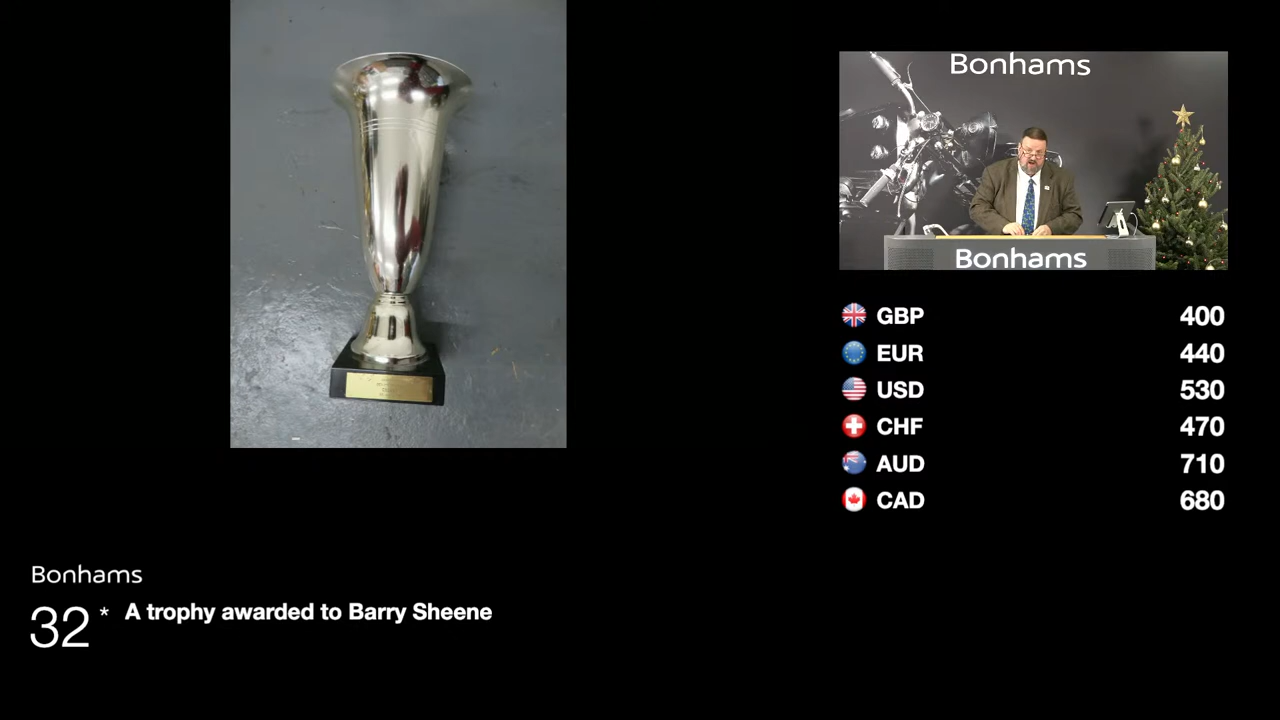 Bonhams
Bonhams
GBP 400
EUR 440
USD 530
CHF 470
AUD 710
CAD 680
Bonhams
32 * A trophy awarded to Barry Sheene